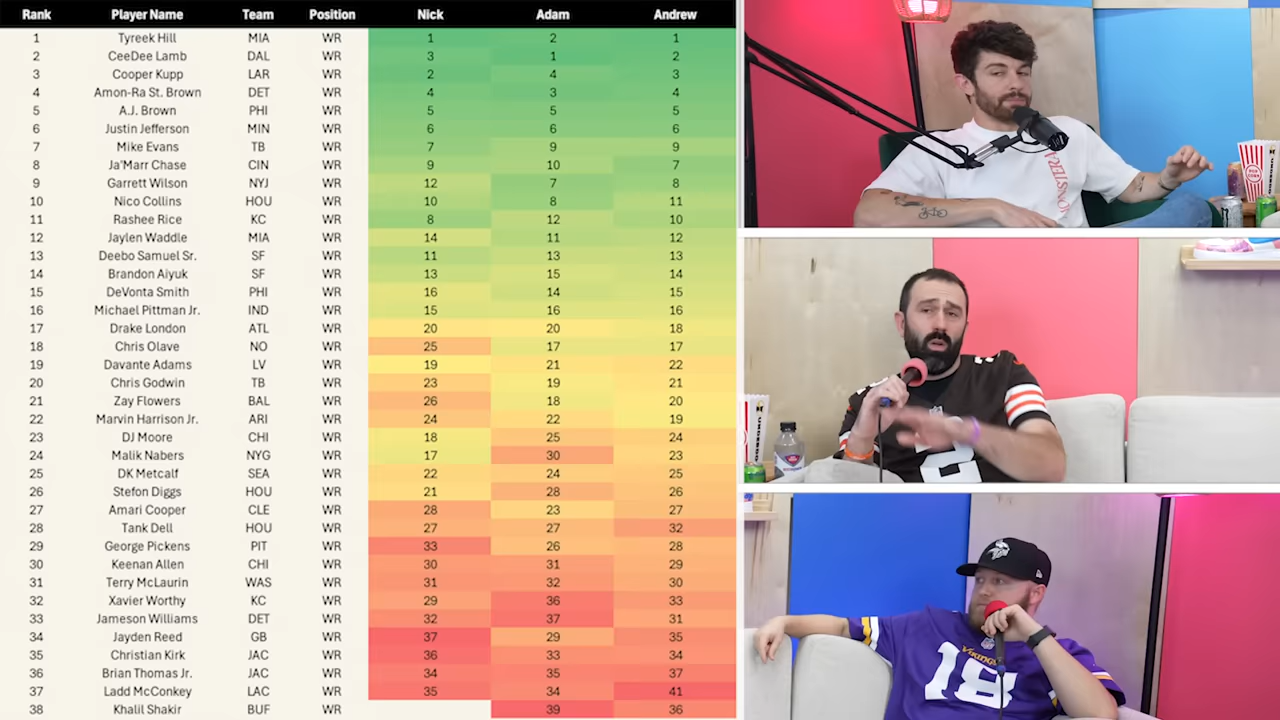 Rank Player Name Team Position Nick Adam Andrew
1 Tyreek Hill MIA WR 1 2 1
2 CeeDee Lamb DAL WR 3 1 2
3 Cooper Kupp LAR WR 2 4 3
4 Amon-Ra St. Brown DET WR 4 3 4
5 A.J. Brown PHI WR 5 5 5
6 Justin Jefferson MIN WR 6 6 6
7 Mike Evans TB WR 7 9 9
8 Ja'Marr Chase CIN WR 9 10 7
9 Garrett Wilson NYJ WR 12 7 8
10 Nico Collins HOU WR 10 8 11
11 Rashee Rice KC WR 8 12 10
12 Jaylen Waddle MIA WR 14 11 12
13 Deebo Samuel Sr. SF WR 11 13 13
14 Brandon Aiyuk SF WR 13 15 14
15 DeVonta Smith PHI WR 16 14 15
16 Michael Pittman Jr. IND WR 15 16 16
17 Drake London ATL WR 20 20 18
18 Chris Olave NO WR 25 17 17
19 Davante Adams LV WR 19 21 22
20 Chris Godwin TB WR 23 19 21
21 Zay Flowers BAL WR 26 18 20
22 Marvin Harrison Jr. ARI WR 24 22 19
23 DJ Moore CHI WR 18 25 24
24 Malik Nabers NYG WR 17 30 23
25 DK Metcalf SEA WR 22 24 25
26 Stefon Diggs HOU WR 21 28 26
27 Amari Cooper CLE WR 28 23 27
28 Tank Dell HOU WR 27 27 32
29 George Pickens PIT WR 33 26 28
30 Keenan Allen CHI WR 30 31 29
31 Terry McLaurin WAS WR 31 32 30
32 Xavier Worthy KC WR 29 36 33
33 Jameson Williams DET WR 32 37 31
34 Jayden Reed GB WR 37 29 35
35 Christian Kirk JAC WR 36 33 34
36 Brian Thomas Jr. JAC WR 34 35 37
37 Ladd McConkey LAC WR 35 34 41
38 Khalil Shakir BUF WR 39 36
MONSTERA
2
Vikings
18